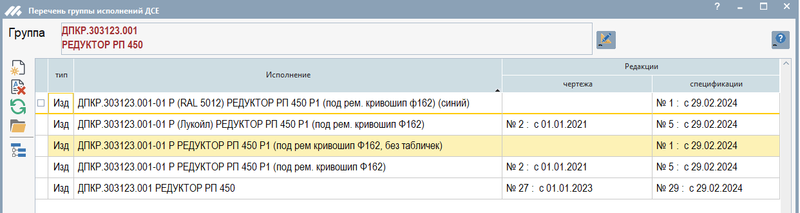 Перечень группы исполнений ДСЕ
?
Группа
ДПКР.303123.001
РЕДУКТОР РП 450
?
тип
Исполнение
Редакции
чертежа
спецификации
Изд ДПКР.303123.001-01 Р (RAL 5012) РЕДУКТОР РП 450 Р1 (под рем. кривошип ф162) (синий) № 1 : с 29.02.2024
Изд ДПКР.303123.001-01 Р (Лукойл) РЕДУКТОР РП 450 Р1 (под рем. кривошип Ф162) № 2 : с 01.01.2021 № 5 : с 29.02.2024
Изд ДПКР.303123.001-01 Р РЕДУКТОР РП 450 Р1 (под рем кривошип Ф162, без табличек) № 1 : с 29.02.2024
Изд ДПКР.303123.001-01 Р РЕДУКТОР РП 450 Р1 (под рем. кривошип Ф162) № 2 : с 01.01.2021 № 5 : с 29.02.2024
Изд ДПКР.303123.001 РЕДУКТОР РП 450 № 27 : с 01.01.2023 № 29 : с 29.02.2024